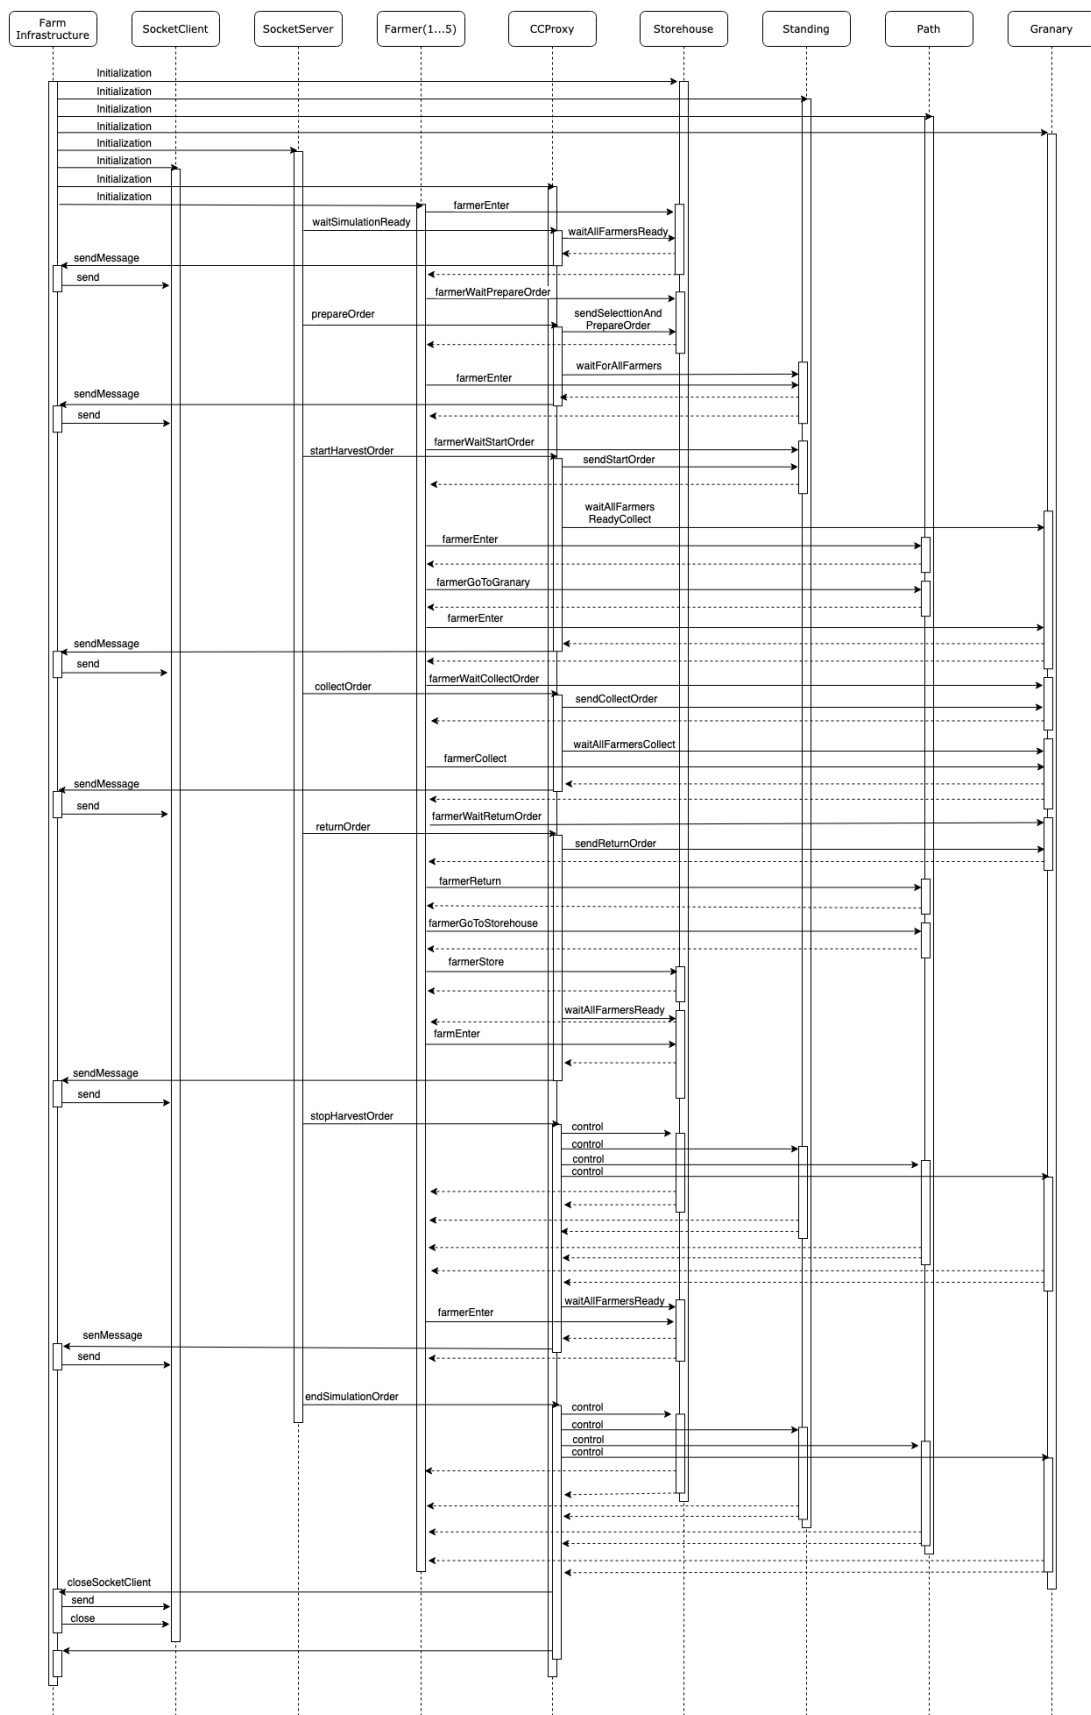 Farm
Infrastructure
SocketClient
SocketServer
Farmer(1...5)
CCProxy
Storehouse
Standing
Path
Granary
Initialization
Initialization
Initialization
Initialization
Initialization
Initialization
Initialization
Initialization
farmerEnter
waitSimulationReady
waitAllFarmersReady
sendMessage
send
farmerWaitPrepareOrder
prepareOrder
sendSelecttionAnd
PrepareOrder
waitForAllFarmers
farmerEnter
sendMessage
send
farmerWaitStartOrder
startHarvestOrder
sendStartOrder
waitAllFarmers
ReadyCollect
farmerEnter
farmerGoToGranary
farmerEnter
sendMessage
send
farmerWaitCollectOrder
collectOrder
sendCollectOrder
waitAllFarmersCollect
farmerCollect
sendMessage
send
farmerWaitReturnOrder
returnOrder
sendReturnOrder
farmerReturn
farmerGoToStorehouse
farmerStore
waitAllFarmersReady
farmEnter
sendMessage
send
stopHarvestOrder
control
control
control
control
waitAllFarmersReady
farmerEnter
senMessage
send
endSimulationOrder
control
control
control
control
closeSocketClient
send
close